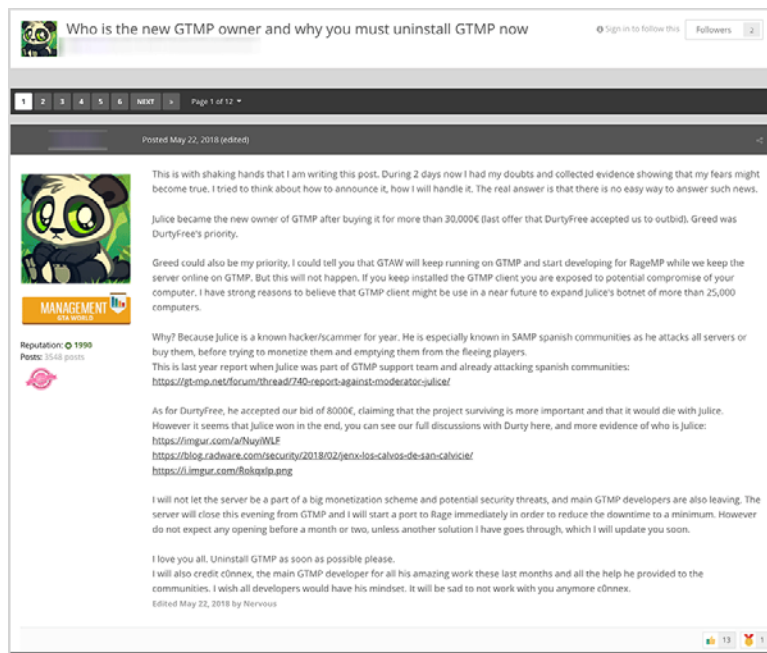 Who is the new GTMP owner and why you must uninstall GTMP now
Sign in to follow this
Followers 2
1 2 3 4 5 6 NEXT » Page 1 of 12
Posted May 22, 2018 (edited)
This is with shaking hands that I am writing this post. During 2 days now I had my doubts and collected evidence showing that my fears might
become true. I tried to think about how to announce it, how I will handle it. The real answer is that there is no easy way to answer such news.
Julice became the new owner of GTMP after buying it for more than 30,000€ (last offer that DurtyFree accepted us to outbid). Greed was
DurtyFree's priority.
Greed could also be my priority, I could tell you that GTAW will keep running on GTMP and start developing for RageMP while we keep the
server online on GTMP. But this will not happen. If you keep installed the GTMP client you are exposed to potential compromise of your
computer. I have strong reasons to believe that GTMP client might be use in a near future to expand Julice's botnet of more than 25,000
computers.
MANAGEMENT
GTA WORLD
Reputation: 1990
Posts: 3548 posts
Why? Because Julice is a known hacker/scammer for year. He is especially known in SAMP spanish communities as he attacks all servers or
buy them, before trying to monetize them and emptying them from the fleeing players.
This is last year report when Julice was part of GTMP support team and already attacking spanish communities:
https://gt-mp.net/forum/thread/740-report-against-moderator-julice/
As for DurtyFree, he accepted our bid of 8000€, claiming that the project surviving is more important and that it would die with Julice.
However it seems that Julice won in the end, you can see our full discussions with Durty here, and more evidence of who is Julice:
https://imgur.com/a/NuyiWLF
https://blog.radware.com/security/2018/02/jenx-los-calvos-de-san-calvicie/
https://i.imgur.com/Rokqxlp.png
I will not let the server be a part of a big monetization scheme and potential security threats, and main GTMP developers are also leaving. The
server will close this evening from GTMP and I will start a port to Rage immediately in order to reduce the downtime to a minimum. However
do not expect any opening before a month or two, unless another solution I have goes through, which I will update you soon.
I love you all. Uninstall GTMP as soon as possible please.
I will also credit c0nnex, the main GTMP developer for all his amazing work these last months and all the help he provided to the
communities. I wish all developers would have his mindset. It will be sad to not work with you anymore c0nnex.
Edited May 22, 2018 by Nervous
13 1